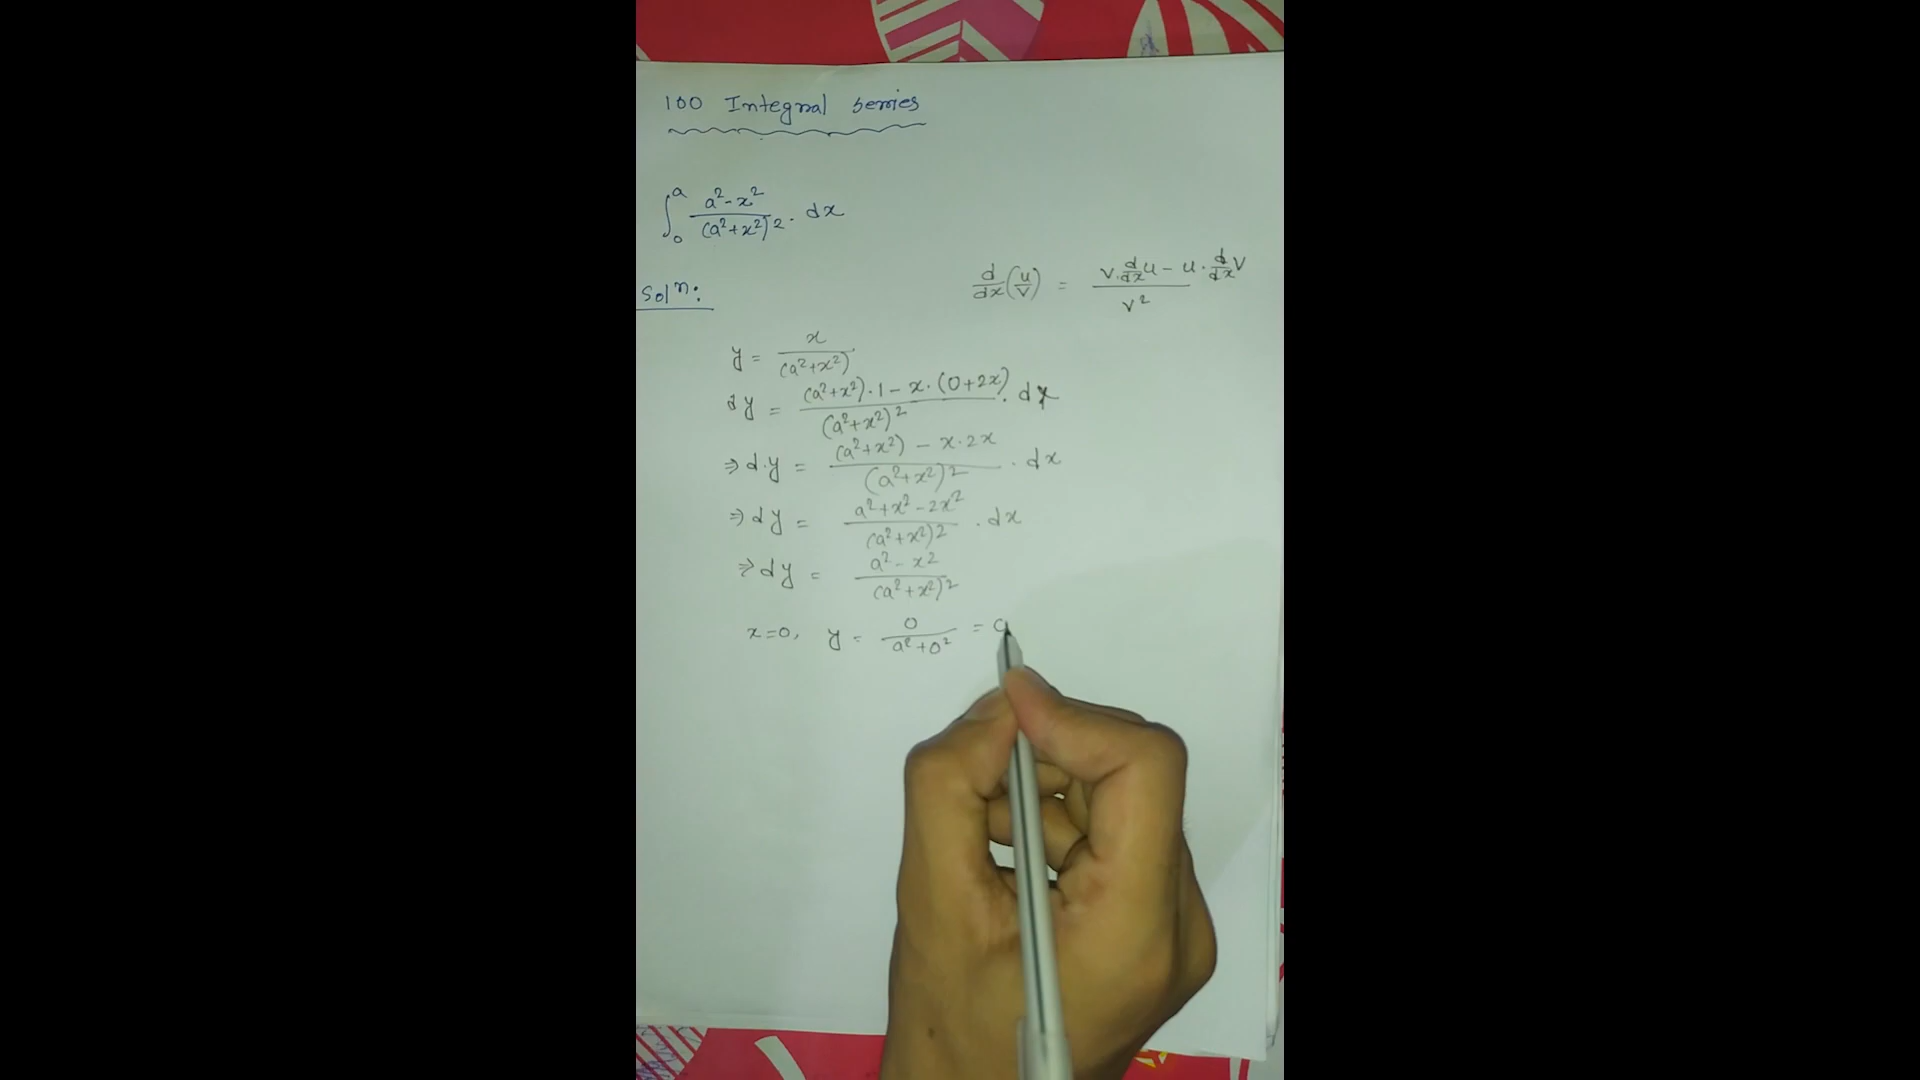 100 Integral series
∫₀ᵃ (a²-x²)/(a²+x²)² · dx
Solⁿ:
d/dx (u/v) = (v · d/dx u - u · d/dx v)/v²
y = x/(a²+x²)
dy = ((a²+x²)·1 - x·(0+2x))/(a²+x²)² · dx
⇒ d·y = ((a²+x²) - x·2x)/(a²+x²)² · dx
⇒ dy = (a²+x²-2x²)/(a²+x²)² · dx
⇒ dy = (a²-x²)/(a²+x²)²
x=0, y = 0/(a²+0²) = 0